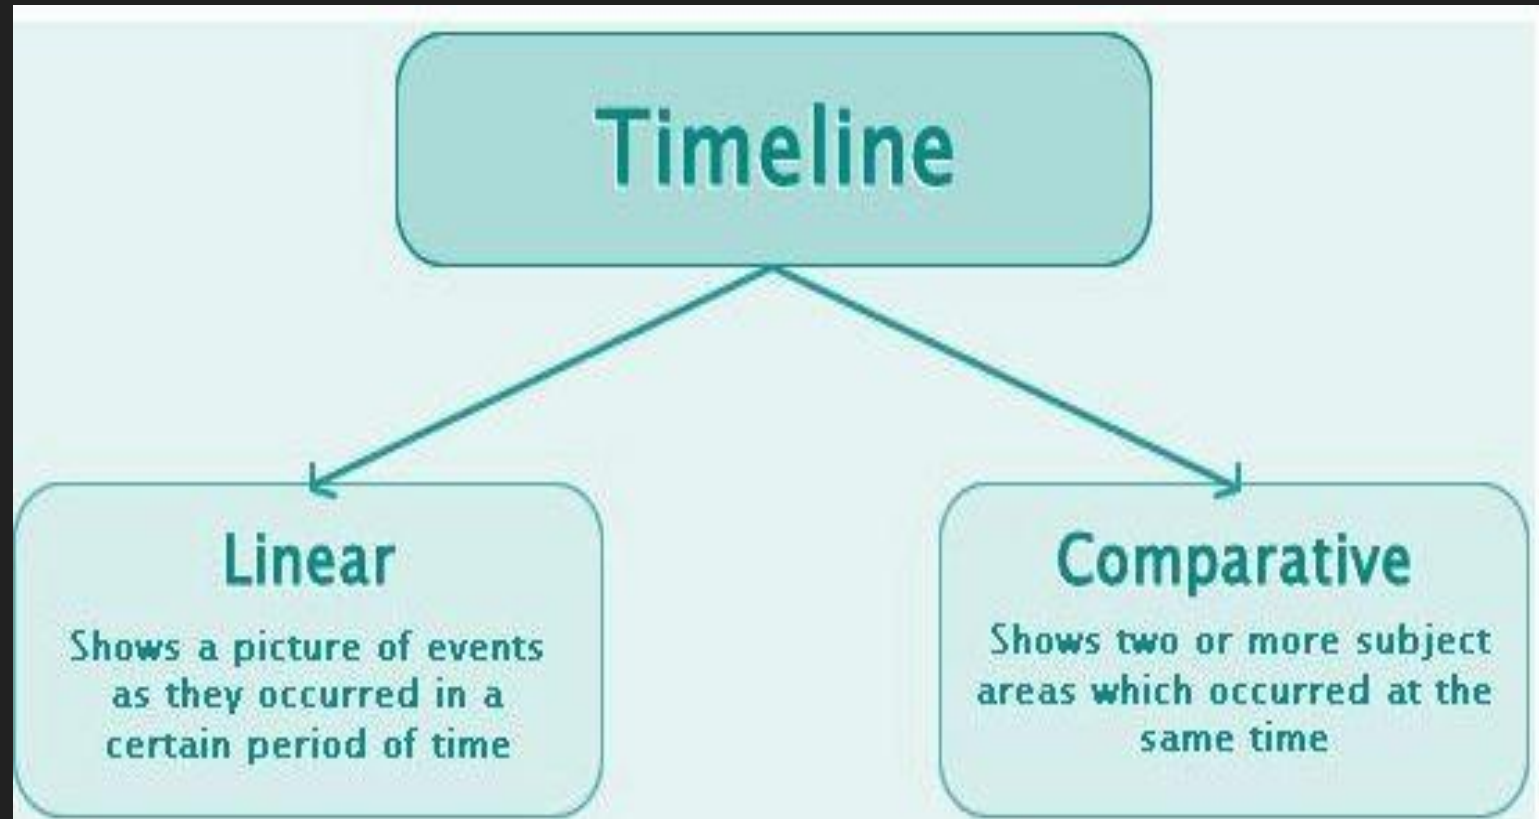 Timeline
Linear
Shows a picture of events
as they occurred in a
certain period of time
Comparative
Shows two or more subject
areas which occurred at the
same time